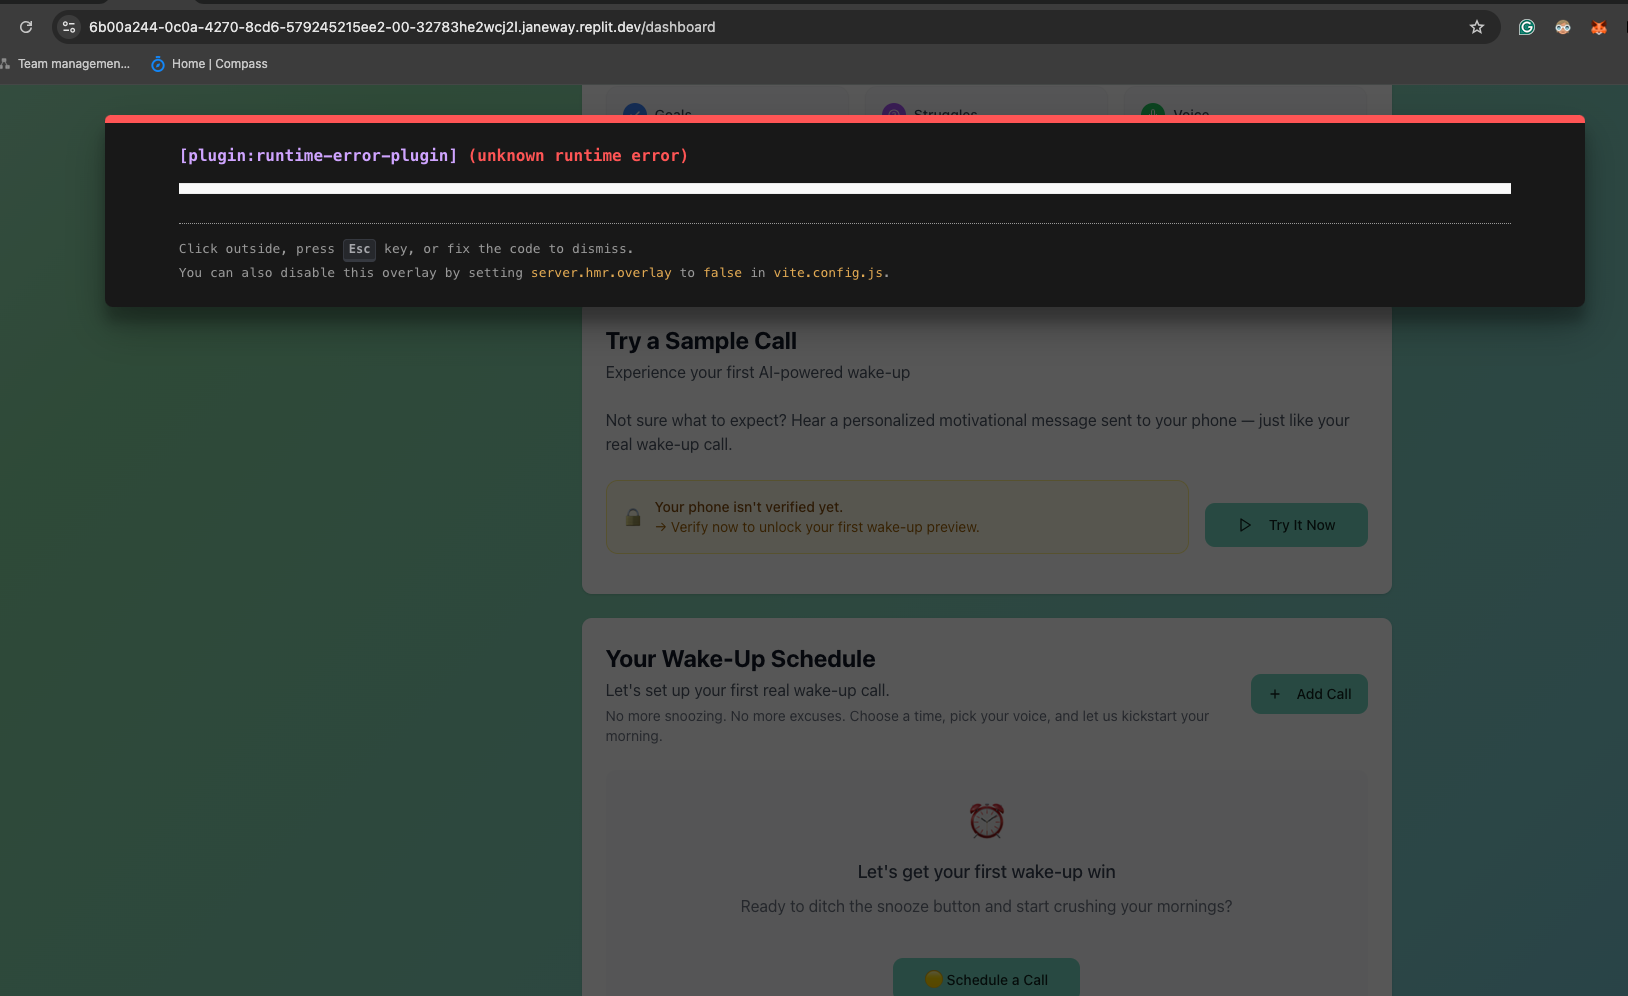 6b00a244-0c0a-4270-8cd6-579245215ee2-00-32783he2wcj2l.janeway.replit.dev/dashboard
Team managemen...
Home | Compass
Goals
Struggles
Voice
[plugin:runtime-error-plugin] (unknown runtime error)
Click outside, press Esc key, or fix the code to dismiss.
You can also disable this overlay by setting server.hmr.overlay to false in vite.config.js.
Try a Sample Call
Experience your first AI-powered wake-up
Not sure what to expect? Hear a personalized motivational message sent to your phone — just like your
real wake-up call.
Your phone isn't verified yet.
→ Verify now to unlock your first wake-up preview.
Try It Now
Your Wake-Up Schedule
Let's set up your first real wake-up call.
No more snoozing. No more excuses. Choose a time, pick your voice, and let us kickstart your
morning.
+ Add Call
Let's get your first wake-up win
Ready to ditch the snooze button and start crushing your mornings?
Schedule a Call